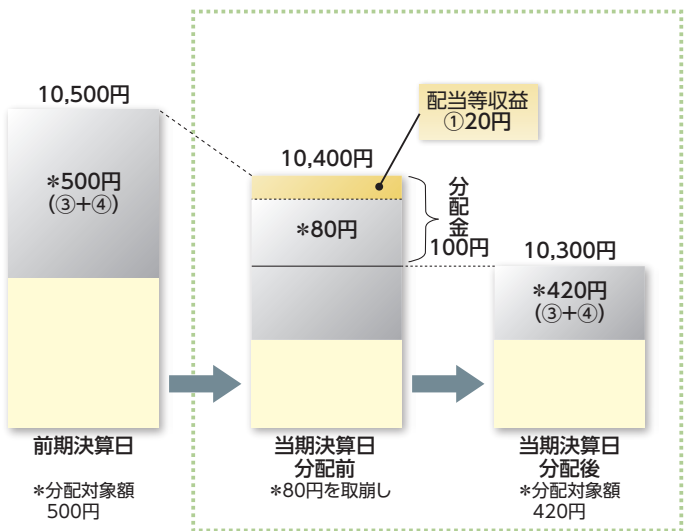 10,500円
*500円
(③+④)
前期決算日
*分配対象額
500円
配当等収益
①20円
10,400円
*80円
分配金
100円
当期決算日
分配前
*80円を取崩し
10,300円
*420円
(③+④)
当期決算日
分配後
*分配対象額
420円